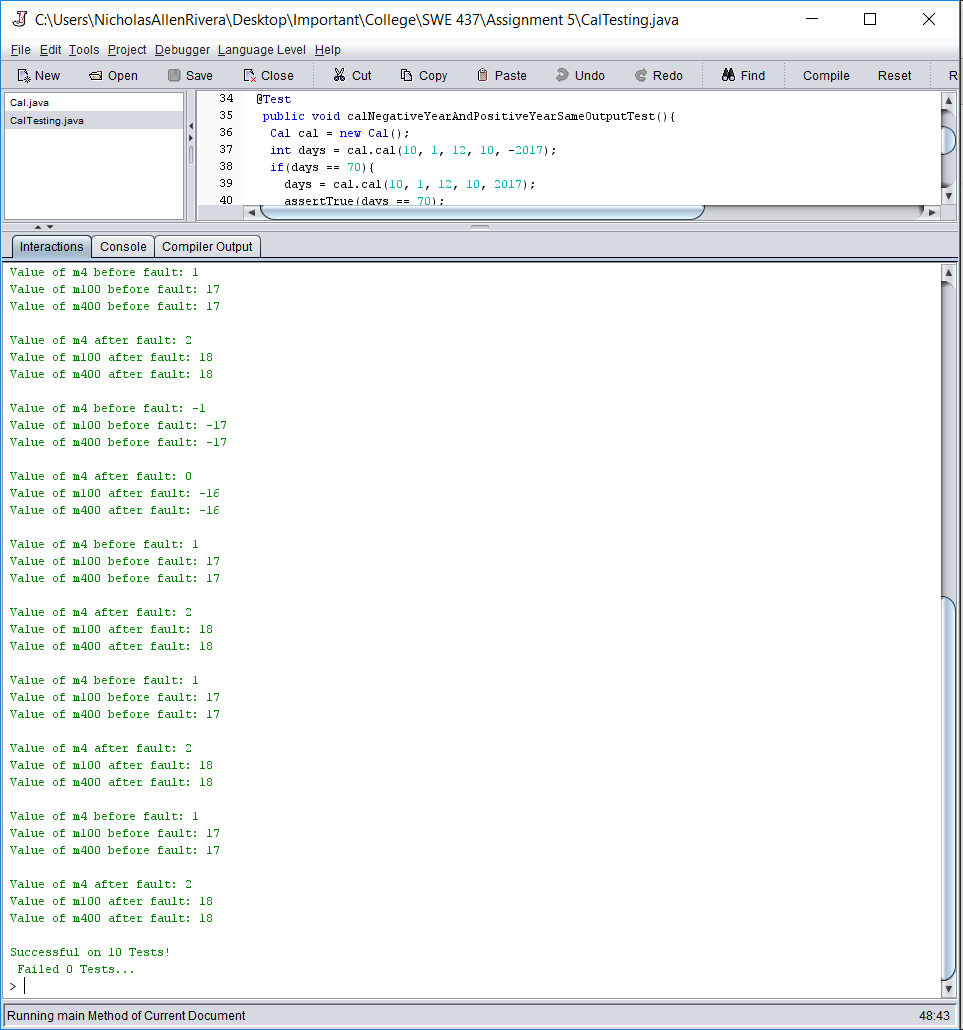 C:\Users\NicholasAllenRivera\Desktop\Important\College\SWE 437\Assignment 5\CalTesting.java
File Edit Tools Project Debugger Language Level Help
New Open Save Close Cut Copy Paste Undo Redo Find Compile Reset R
Cal.java
CalTesting.java
34 @Test
35 public void calNegativeYearAndPositiveYearSameOutputTest(){
36 Cal cal = new Cal();
37 int days = cal.cal(10, 1, 12, 10, -2017);
38 if(days == 70){
39 days = cal.cal(10, 1, 12, 10, 2017);
40 assertTrue(days == 70);
Interactions Console Compiler Output
Value of m4 before fault: 1
Value of m100 before fault: 17
Value of m400 before fault: 17
Value of m4 after fault: 2
Value of m100 after fault: 18
Value of m400 after fault: 18
Value of m4 before fault: -1
Value of m100 before fault: -17
Value of m400 before fault: -17
Value of m4 after fault: 0
Value of m100 after fault: -16
Value of m400 after fault: -16
Value of m4 before fault: 1
Value of m100 before fault: 17
Value of m400 before fault: 17
Value of m4 after fault: 2
Value of m100 after fault: 18
Value of m400 after fault: 18
Value of m4 before fault: 1
Value of m100 before fault: 17
Value of m400 before fault: 17
Value of m4 after fault: 2
Value of m100 after fault: 18
Value of m400 after fault: 18
Value of m4 before fault: 1
Value of m100 before fault: 17
Value of m400 before fault: 17
Value of m4 after fault: 2
Value of m100 after fault: 18
Value of m400 after fault: 18
Successful on 10 Tests!
Failed 0 Tests...
>
Running main Method of Current Document 48:43